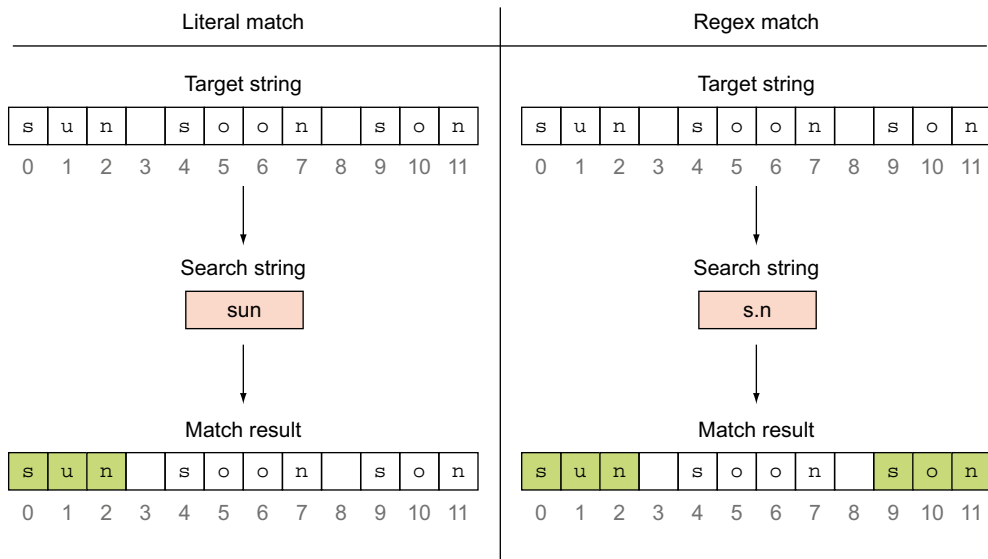 Literal match
Regex match
Target string
s u n s o o n s o n
0 1 2 3 4 5 6 7 8 9 10 11
Search string
sun
Match result
s u n s o o n s o n
0 1 2 3 4 5 6 7 8 9 10 11
Target string
s u n s o o n s o n
0 1 2 3 4 5 6 7 8 9 10 11
Search string
s.n
Match result
s u n s o o n s o n
0 1 2 3 4 5 6 7 8 9 10 11